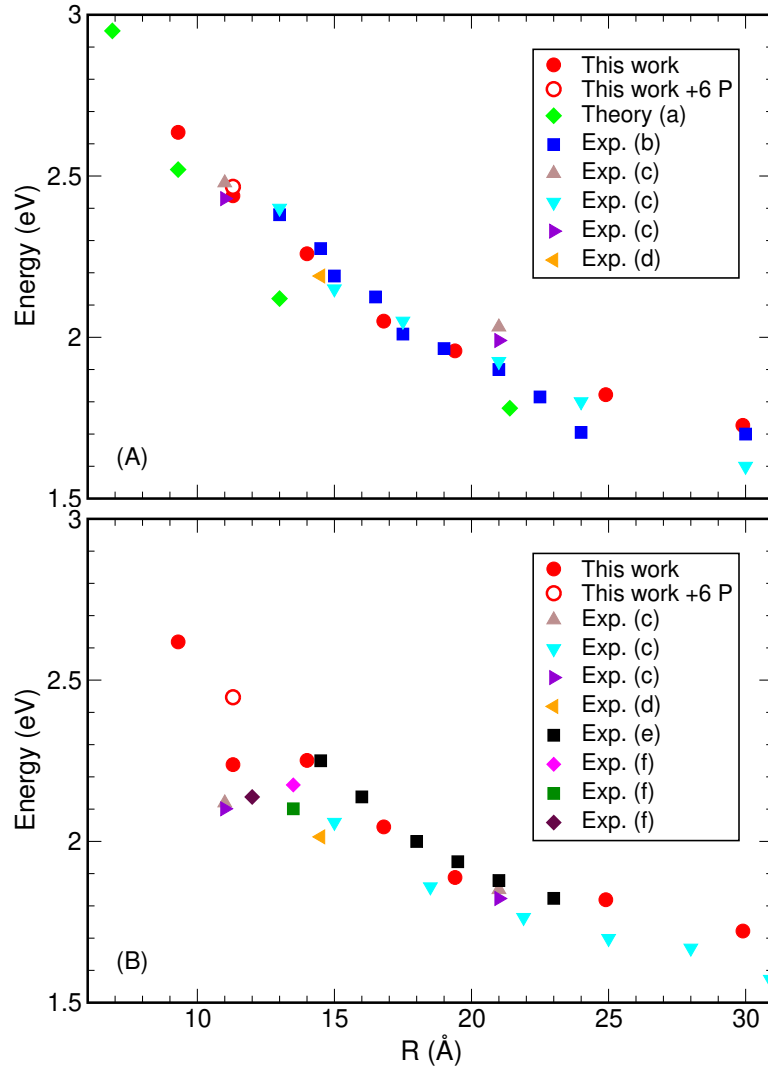 3
2.5
2
1.5
Energy (eV)
(A)
This work
This work +6 P
Theory (a)
Exp. (b)
Exp. (c)
Exp. (c)
Exp. (c)
Exp. (d)
3
2.5
2
1.5
Energy (eV)
(B)
This work
This work +6 P
Exp. (c)
Exp. (c)
Exp. (c)
Exp. (d)
Exp. (e)
Exp. (f)
Exp. (f)
Exp. (f)
10 15 20 25 30
R (Å)